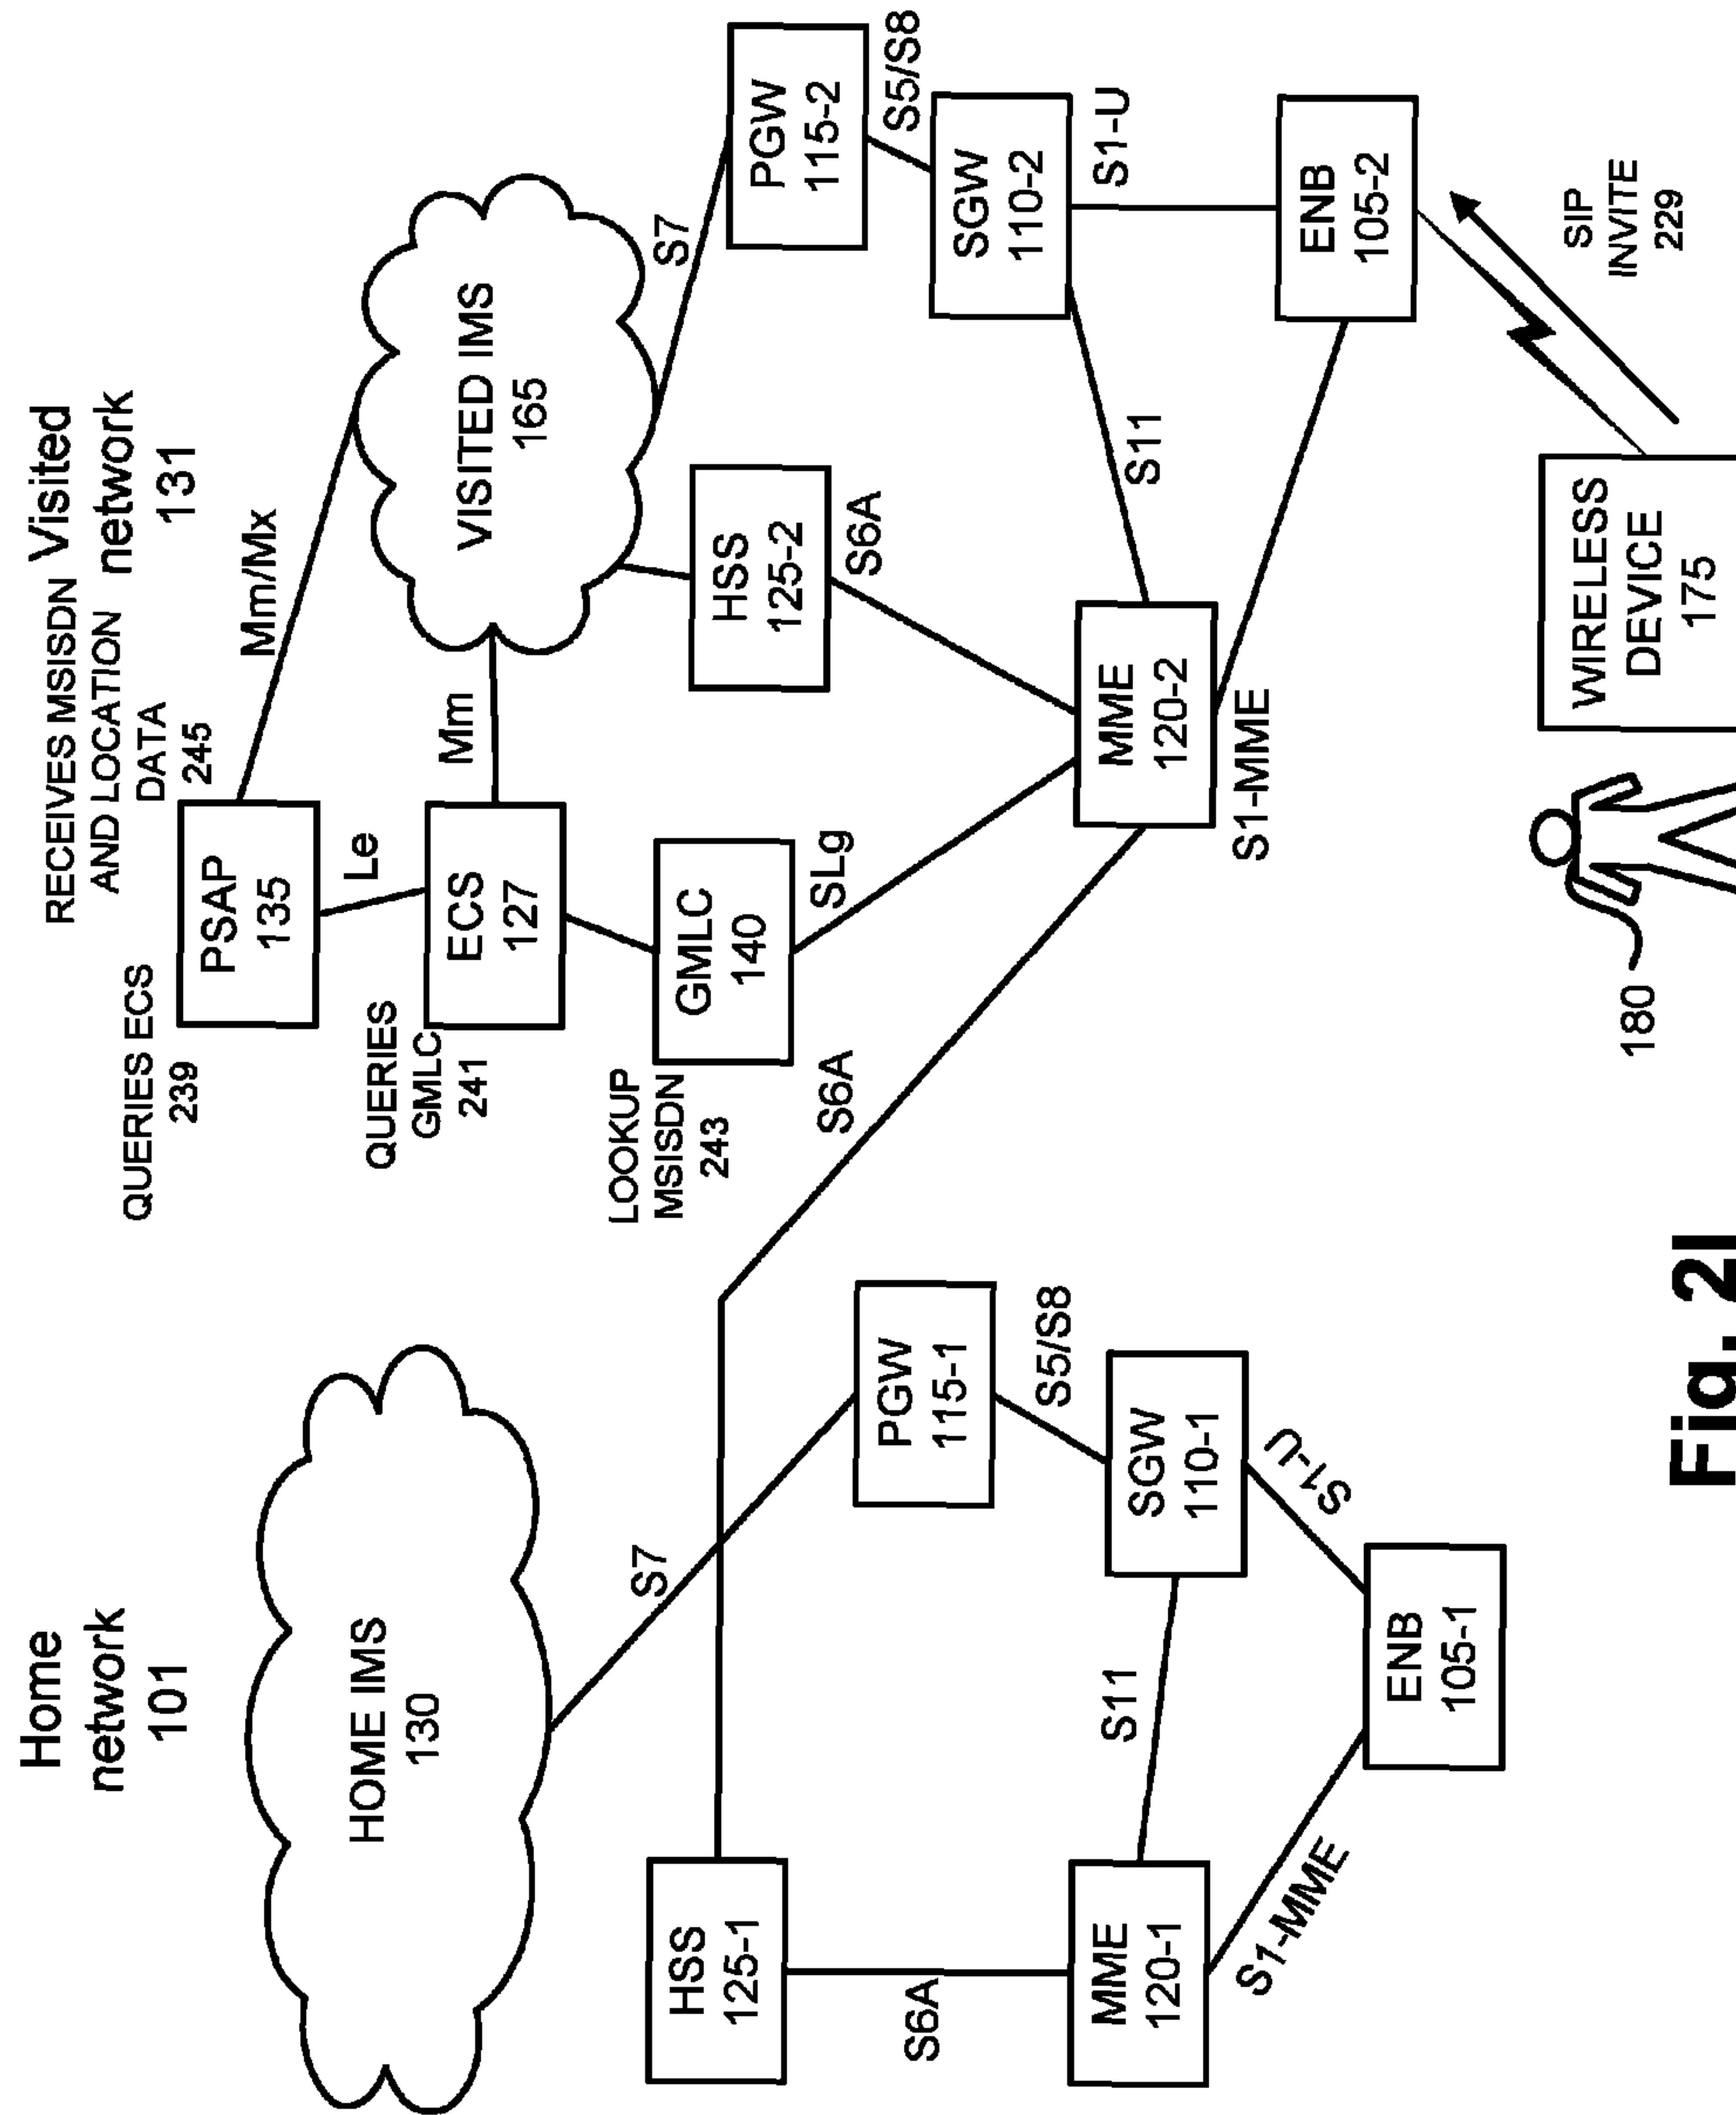 Home
network
101
HOME IMS
130
S7
HSS
125-1
S6A
MME
120-1
S11
S1-MME
PGW
115-1
S5/S8
SGW
110-1
S1-U
ENB
105-1
S6A
Visited
network
131
RECEIVES MSISDN
AND LOCATION
DATA
245
QUERIES ECS
239
PSAP
135
Mm/Mx
Le
QUERIES
GMLC
241
ECS
127
Mm
VISITED IMS
165
S7
LOOKUP
MSISDN
243
GMLC
140
SLg
HSS
125-2
S6A
PGW
115-2
S5/S8
SGW
110-2
S1-U
S11
MME
120-2
S1-MME
ENB
105-2
SIP
INVITE
229
WIRELESS
DEVICE
175
180
Fig. 2I